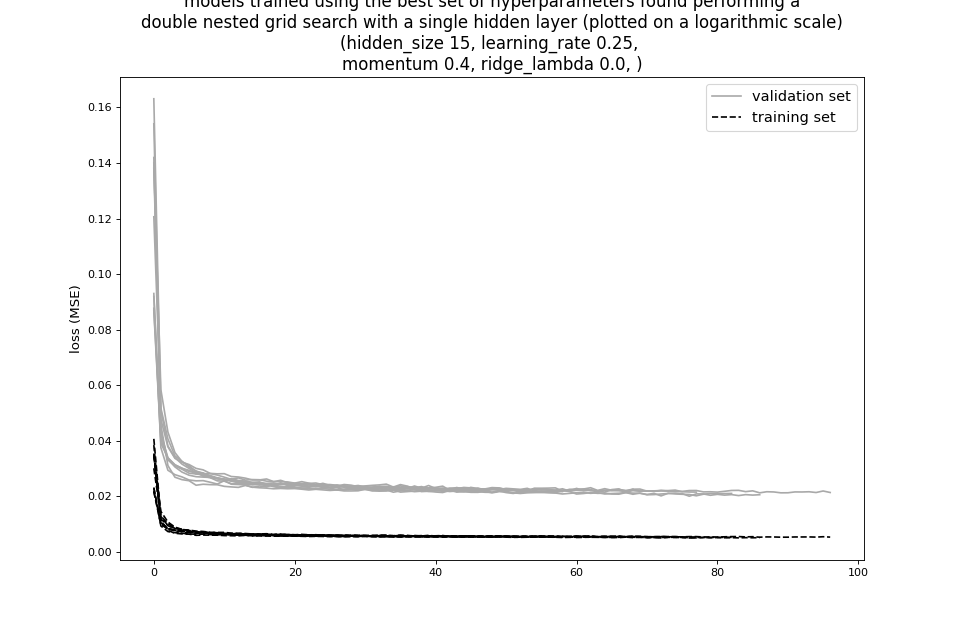 models trained using the best set of hyperparameters found performing a
double nested grid search with a single hidden layer (plotted on a logarithmic scale)
(hidden_size 15, learning_rate 0.25,
momentum 0.4, ridge_lambda 0.0, )
validation set
training set
0.16
0.14
0.12
0.10
0.08
0.06
0.04
0.02
0.00
loss (MSE)
0 20 40 60 80 100